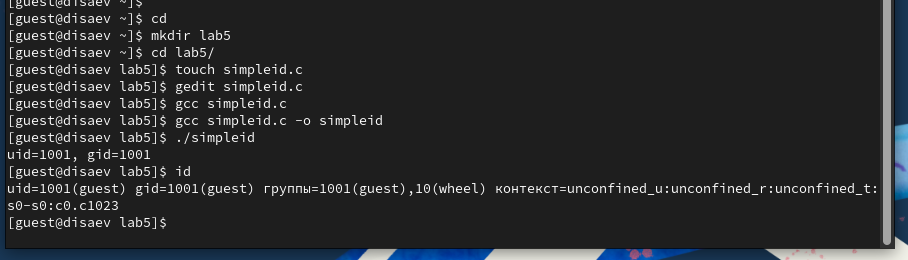 [guest@disaev ~]$
[guest@disaev ~]$ cd
[guest@disaev ~]$ mkdir lab5
[guest@disaev ~]$ cd lab5/
[guest@disaev lab5]$ touch simpleid.c
[guest@disaev lab5]$ gedit simpleid.c
[guest@disaev lab5]$ gcc simpleid.c
[guest@disaev lab5]$ gcc simpleid.c -o simpleid
[guest@disaev lab5]$ ./simpleid
uid=1001, gid=1001
[guest@disaev lab5]$ id
uid=1001(guest) gid=1001(guest) группы=1001(guest),10(wheel) контекст=unconfined_u:unconfined_r:unconfined_t:
s0-s0:c0.c1023
[guest@disaev lab5]$